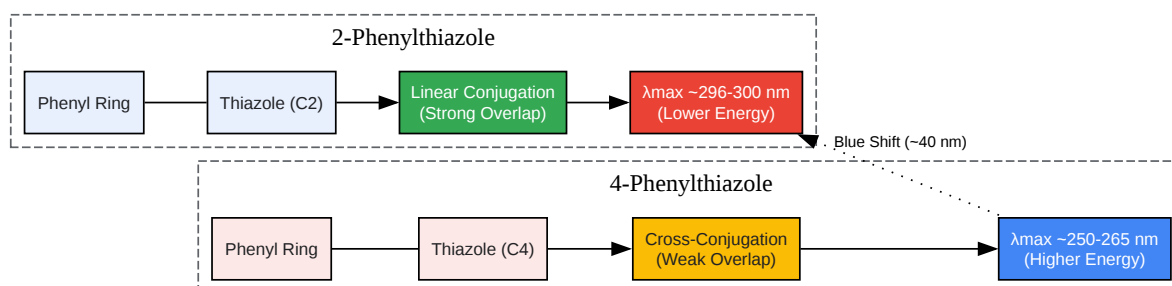 2-Phenylthiazole
Phenyl Ring
Thiazole (C2)
Linear Conjugation
(Strong Overlap)
λmax ~296-300 nm
(Lower Energy)
Blue Shift (~40 nm)
4-Phenylthiazole
Phenyl Ring
Thiazole (C4)
Cross-Conjugation
(Weak Overlap)
λmax ~250-265 nm
(Higher Energy)